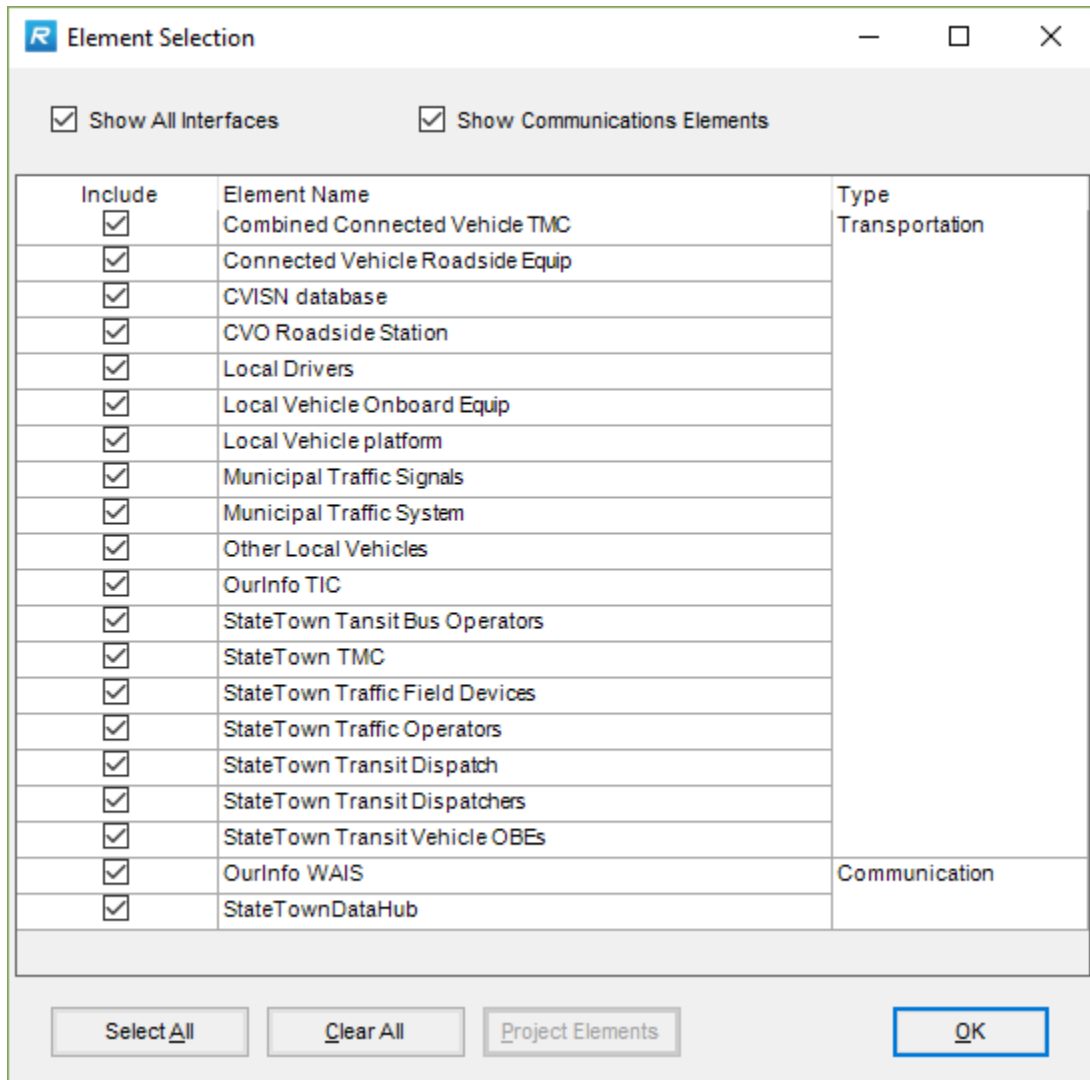 R Element Selection
Show All Interfaces Show Communications Elements
Include Element Name Type
Combined Connected Vehicle TMC Transportation
Connected Vehicle Roadside Equip
CVISN database
CVO Roadside Station
Local Drivers
Local Vehicle Onboard Equip
Local Vehicle platform
Municipal Traffic Signals
Municipal Traffic System
Other Local Vehicles
OurInfo TIC
StateTown Tansit Bus Operators
StateTown TMC
StateTown Traffic Field Devices
StateTown Traffic Operators
StateTown Transit Dispatch
StateTown Transit Dispatchers
StateTown Transit Vehicle OBEs
OurInfo WAIS Communication
StateTownDataHub
Select All Clear All Project Elements OK